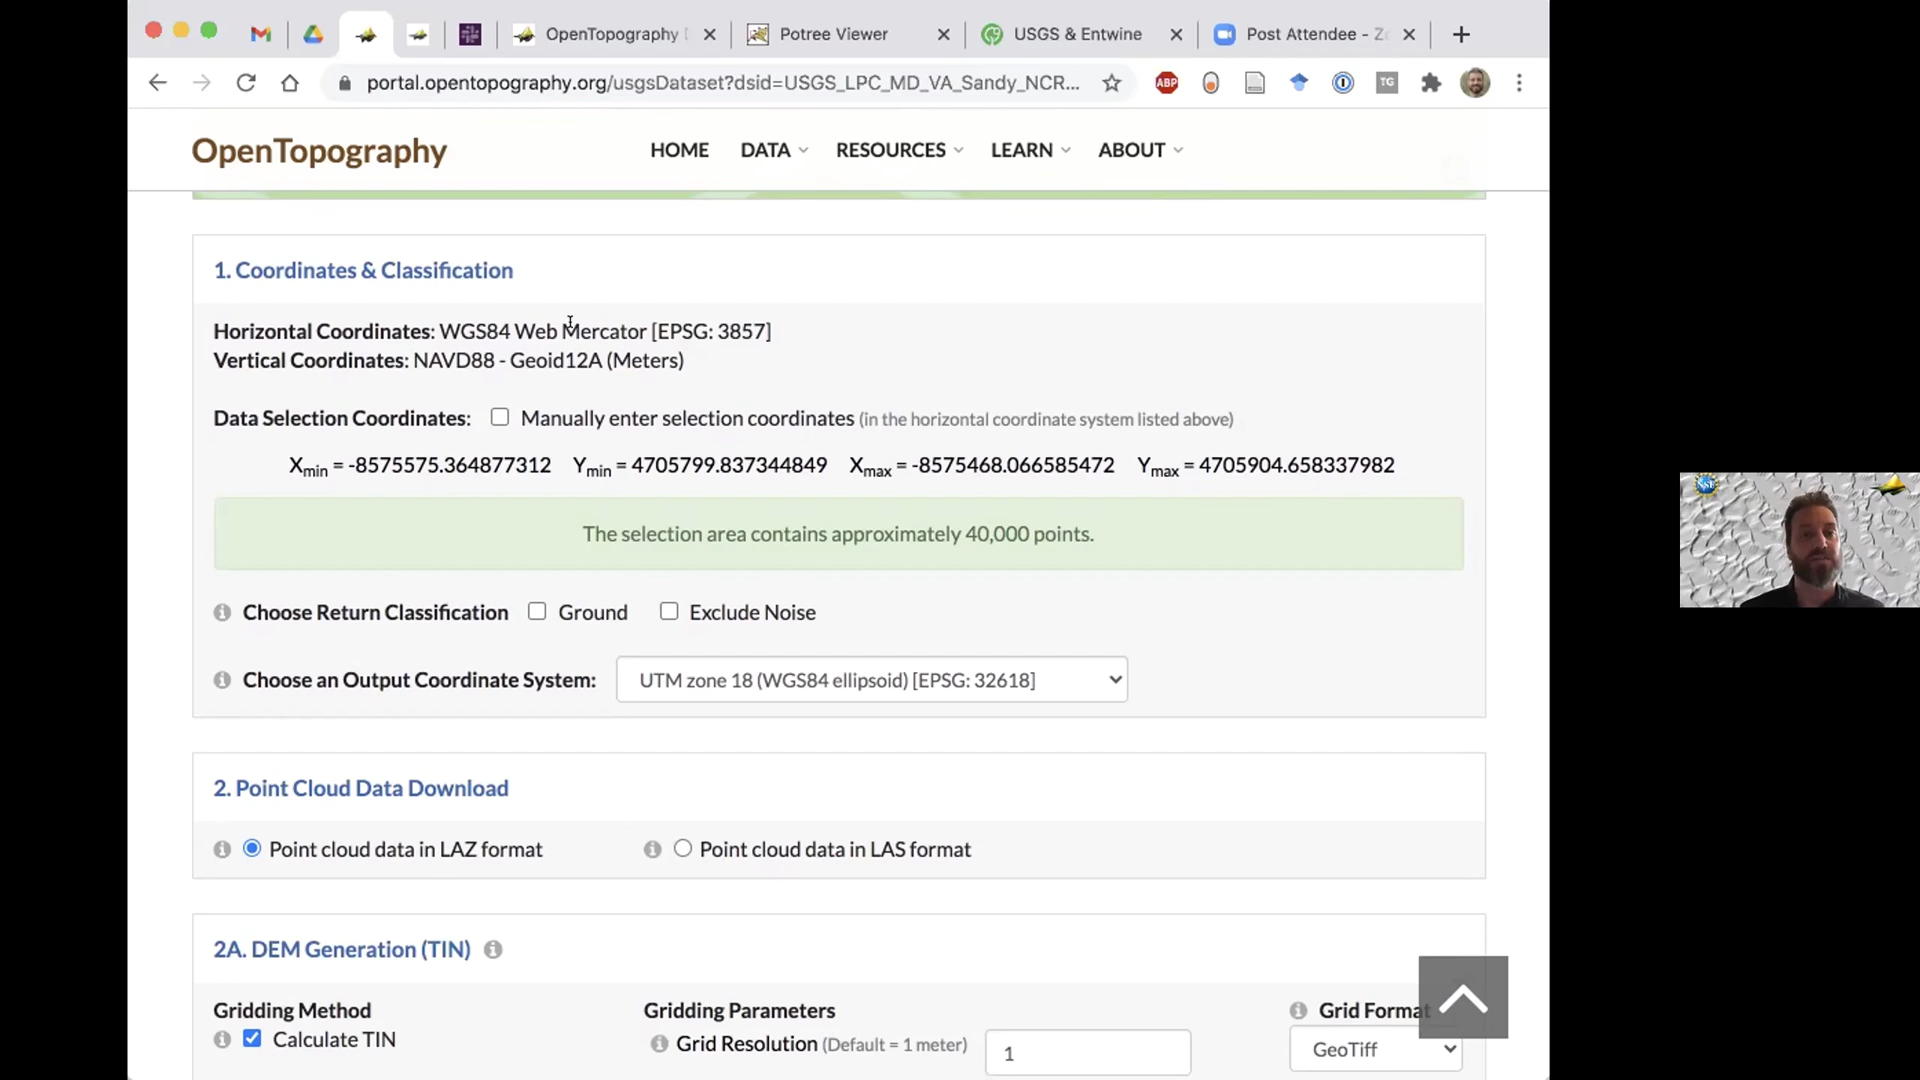 OpenTopography D
Potree Viewer
USGS & Entwine
Post Attendee - Zo
portal.opentopography.org/usgsDataset?dsid=USGS_LPC_MD_VA_Sandy_NCR...
ABP
TG
OpenTopography
HOME DATA RESOURCES LEARN ABOUT
1. Coordinates & Classification
Horizontal Coordinates: WGS84 Web Mercator [EPSG: 3857]
Vertical Coordinates: NAVD88 - Geoid12A (Meters)
Data Selection Coordinates: Manually enter selection coordinates (in the horizontal coordinate system listed above)
Xmin = -8575575.364877312 Ymin = 4705799.837344849 Xmax = -8575468.066585472 Ymax = 4705904.658337982
The selection area contains approximately 40,000 points.
Choose Return Classification Ground Exclude Noise
Choose an Output Coordinate System: UTM zone 18 (WGS84 ellipsoid) [EPSG: 32618]
2. Point Cloud Data Download
Point cloud data in LAZ format Point cloud data in LAS format
2A. DEM Generation (TIN)
Gridding Method Gridding Parameters Grid Format
Calculate TIN Grid Resolution (Default = 1 meter) 1 GeoTiff
NSF